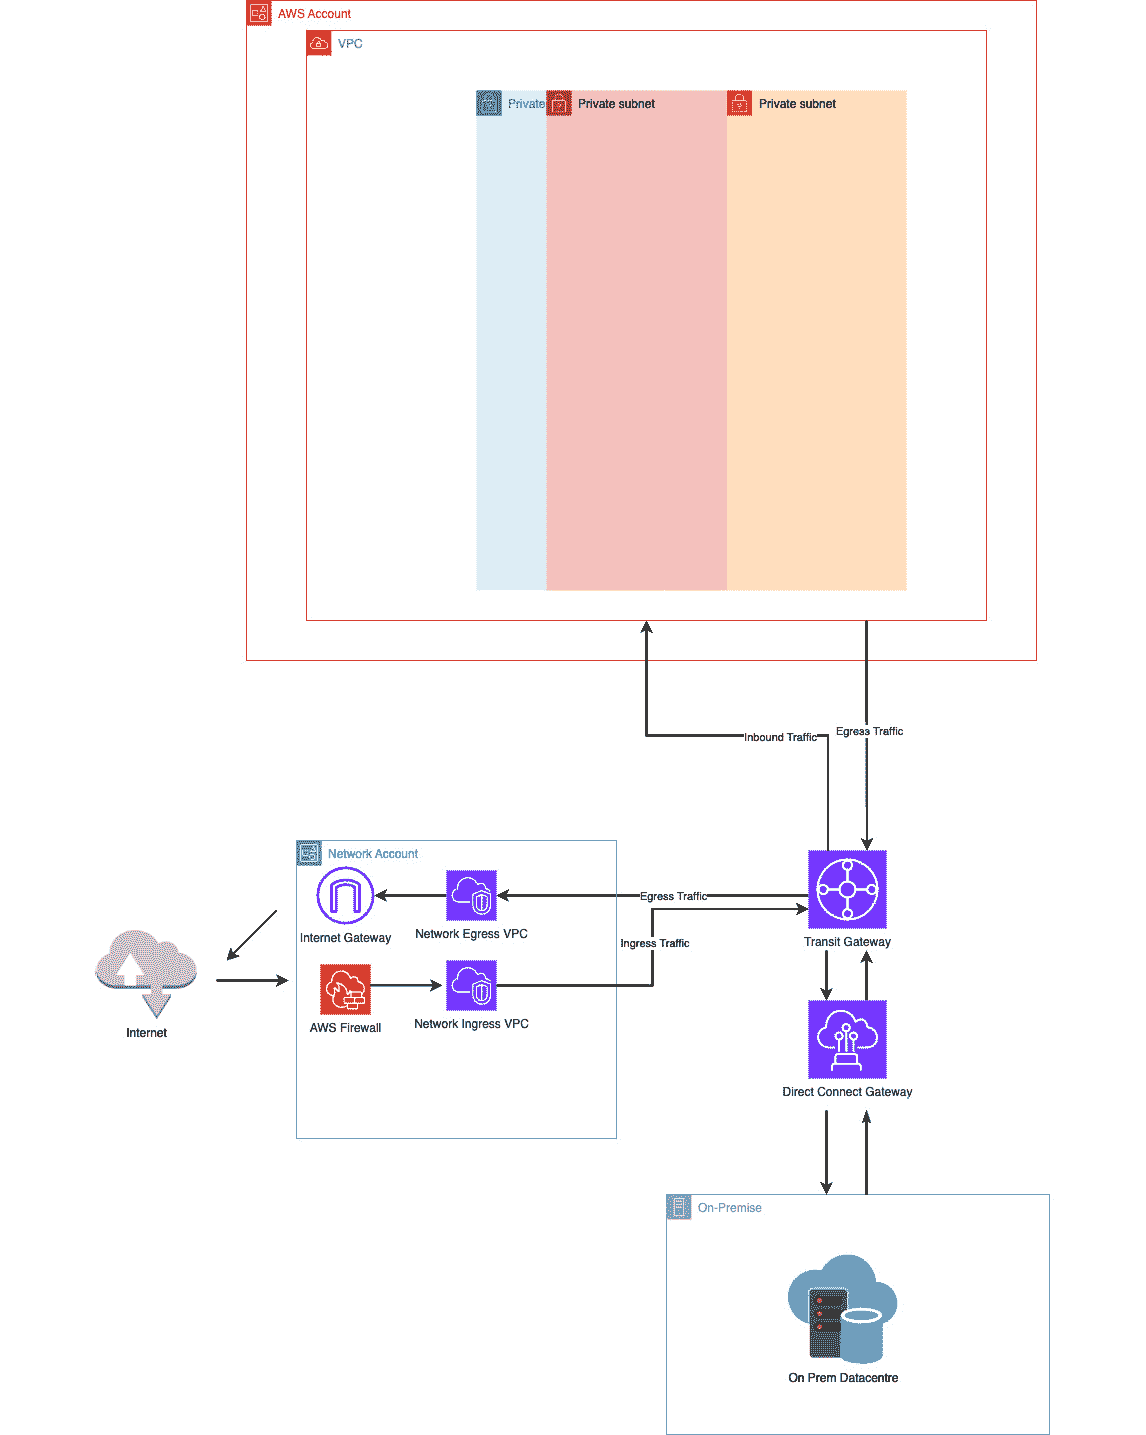 AWS Account
VPC
Private
Private subnet
Private subnet
Inbound Traffic
Egress Traffic
Network Account
Internet Gateway
Network Egress VPC
Egress Traffic
Ingress Traffic
Transit Gateway
AWS Firewall
Network Ingress VPC
Internet
Direct Connect Gateway
On-Premise
On Prem Datacentre